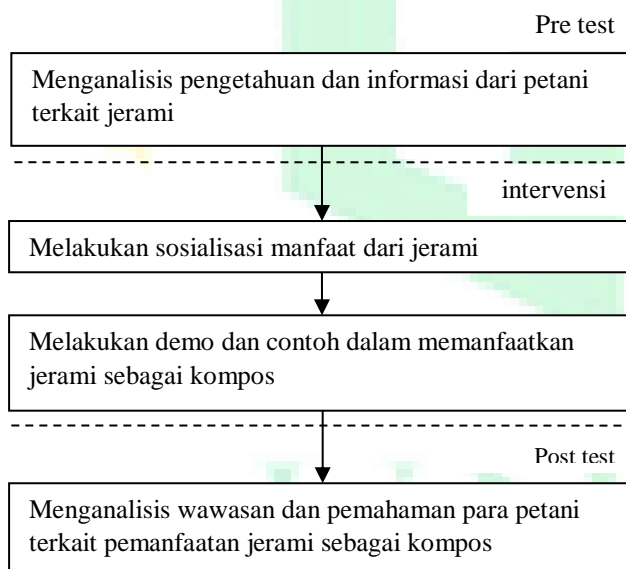 Pre test
Menganalisis pengetahuan dan informasi dari petani
terkait jerami
intervensi
Melakukan sosialisasi manfaat dari jerami
Melakukan demo dan contoh dalam memanfaatkan
jerami sebagai kompos
Post test
Menganalisis wawasan dan pemahaman para petani
terkait pemanfaatan jerami sebagai kompos